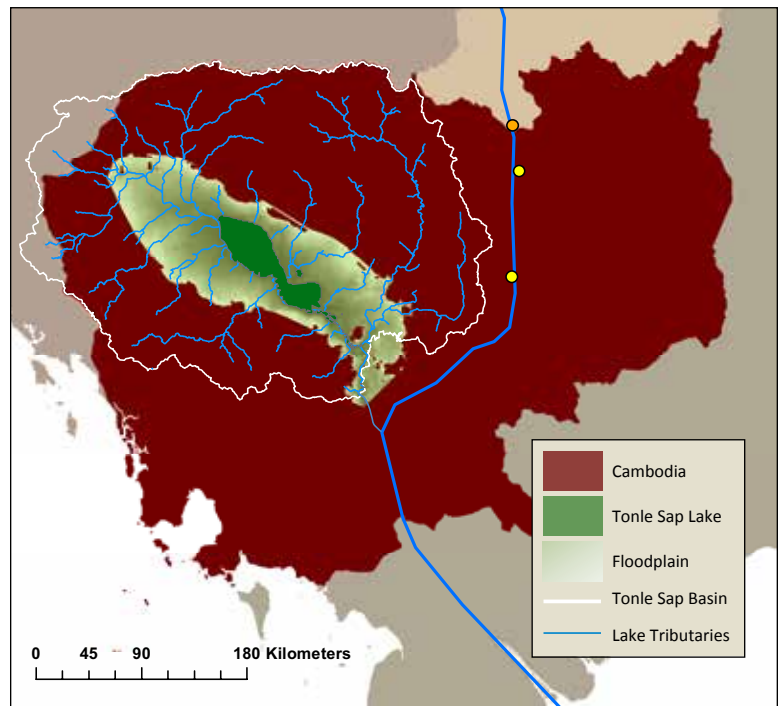 Cambodia
Tonle Sap Lake
Floodplain
Tonle Sap Basin
Lake Tributaries
0 45 90 180 Kilometers